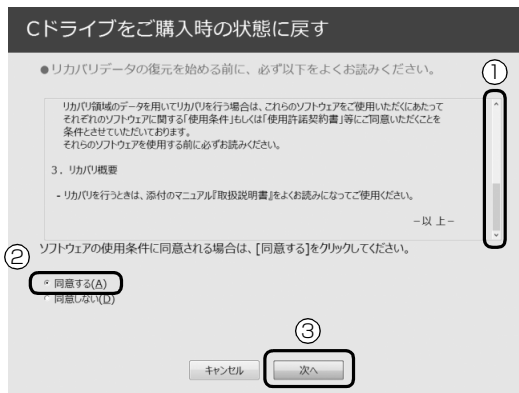 Cドライブをご購入時の状態に戻す
●リカバリデータの復元を始める前に、必ず以下をよくお読みください。
①
リカバリ領域のデータを用いてリカバリを行う場合は、これらのソフトウェアをご使用いただくにあたって
それぞれのソフトウェアに関する「使用条件」もしくは「使用許諾契約書」等にご同意いただくことを
条件とさせていただいております。
それらのソフトウェアを使用する前に必ずお読みください。
3．リカバリ概要
- リカバリを行うときは、添付のマニュアル『取扱説明書』をよくお読みになってご使用ください。
－以 上－
ソフトウェアの使用条件に同意される場合は、[同意する]をクリックしてください。
②
同意する(A)
同意しない(D)
③
キャンセル
次へ